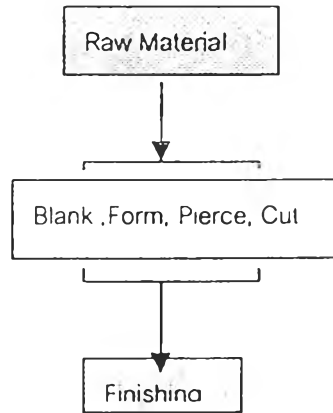 Raw Material
Blank ,Form, Pierce, Cut
Finishing